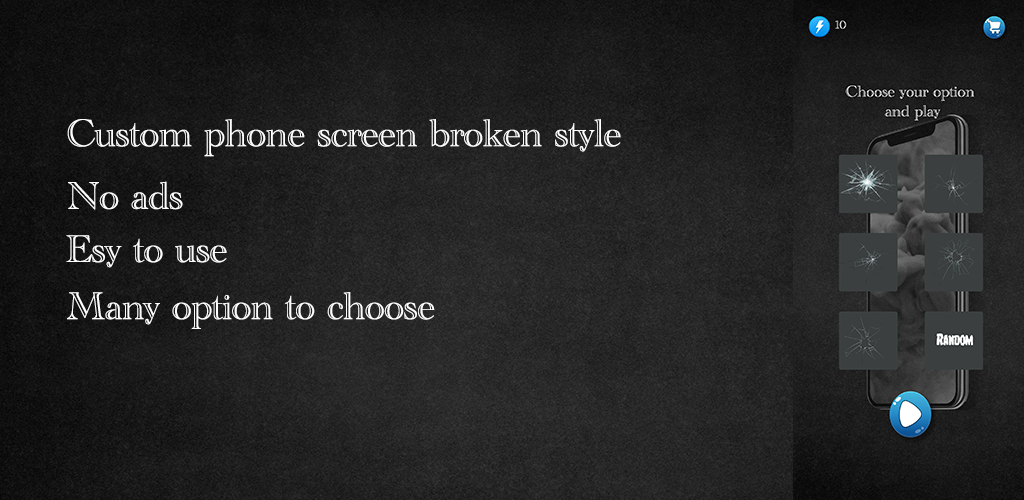 Custom phone screen broken style
No ads
Esy to use
Many option to choose
10
Choose your option
and play
RANDOM